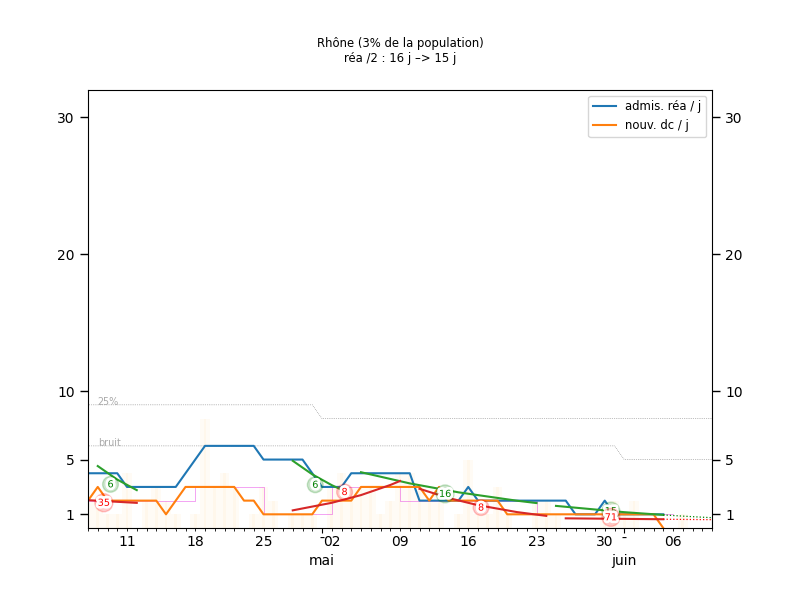 Rhône (3% de la population)
réa /2 : 16 j –> 15 j
admis. réa / j
nouv. dc / j
30 30
20 20
10 10
5 5
1 1
25%
bruit
6
35
6
8
16
8
15
71
11 18 25 02 09 16 23 30 06
mai juin